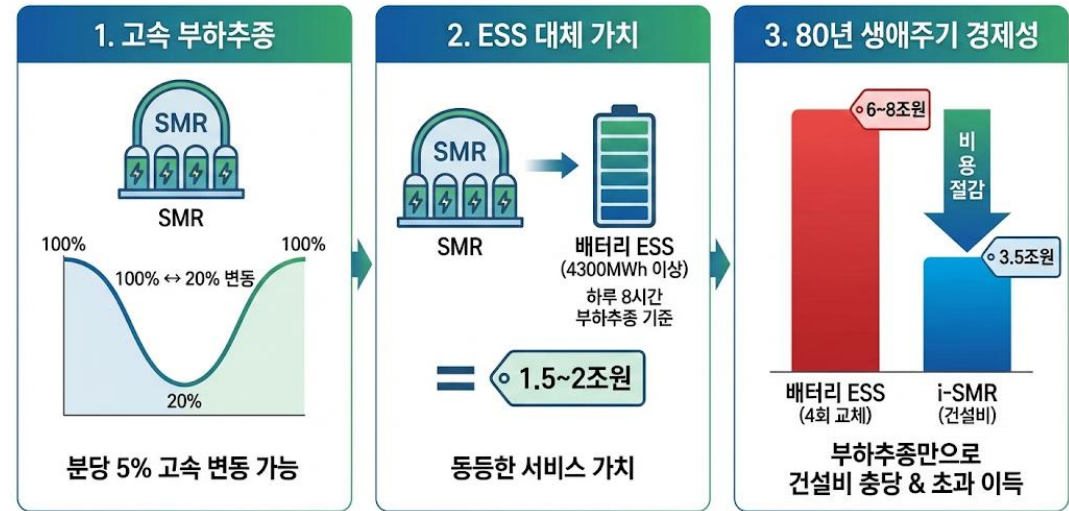 1. 고속 부하추종
SMR
SMR
100%
100%
100% ↔ 20% 변동
20%
분당 5% 고속 변동 가능
2. ESS 대체 가치
SMR
SMR
배터리 ESS
(4300MWh 이상)
하루 8시간
부하추종 기준
= 1.5~2조원
동등한 서비스 가치
3. 80년 생애주기 경제성
6~8조원
비
용
절감
3.5조원
배터리 ESS
(4회 교체)
i-SMR
(건설비)
부하추종만으로
건설비 충당 & 초과 이득